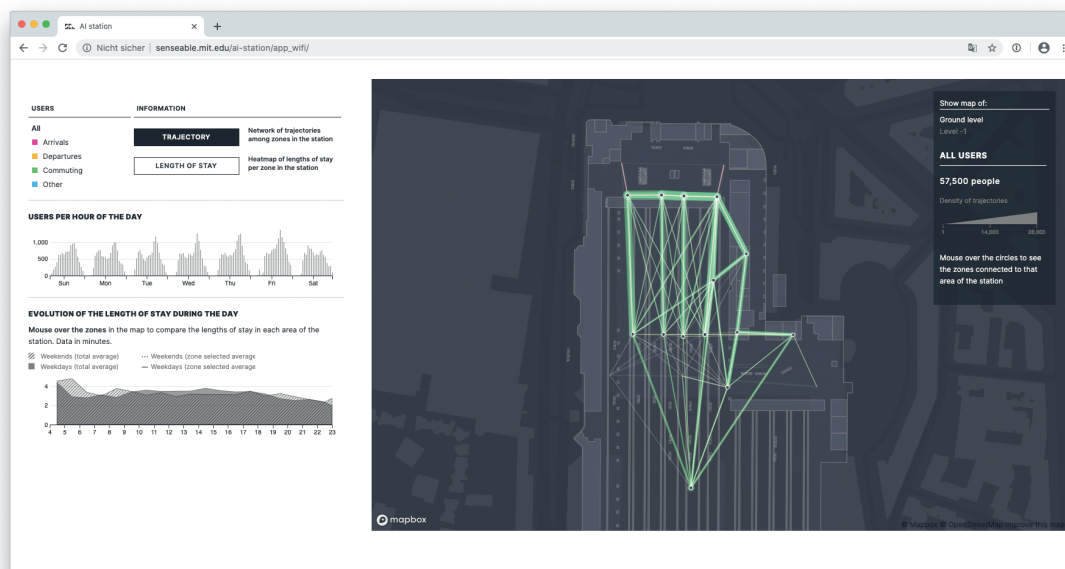 AI station
Nicht sicher | senseable.mit.edu/ai-station/app_wifi/
USERS
INFORMATION
All
Arrivals
Departures
Commuting
Other
TRAJECTORY
Network of trajectories
among zones in the station
LENGTH OF STAY
Heatmap of lengths of stay
per zone in the station
USERS PER HOUR OF THE DAY
1,000
500
0
Sun Mon Tue Wed Thu Fri Sat
EVOLUTION OF THE LENGTH OF STAY DURING THE DAY
Mouse over the zones in the map to compare the lengths of stay in each area of the
station. Data in minutes.
Weekends (total average)
Weekends (zone selected average
Weekdays (total average)
Weekdays (zone selected average
4
2
0
4 5 6 7 8 9 10 11 12 13 14 15 16 17 18 19 20 21 22 23
Show map of:
Ground level
Level -1
ALL USERS
57,500 people
Density of trajectories
1 14,000 20,000
Mouse over the circles to see
the zones connected to that
area of the station
mapbox
© Mapbox © OpenStreetMap Improve this map